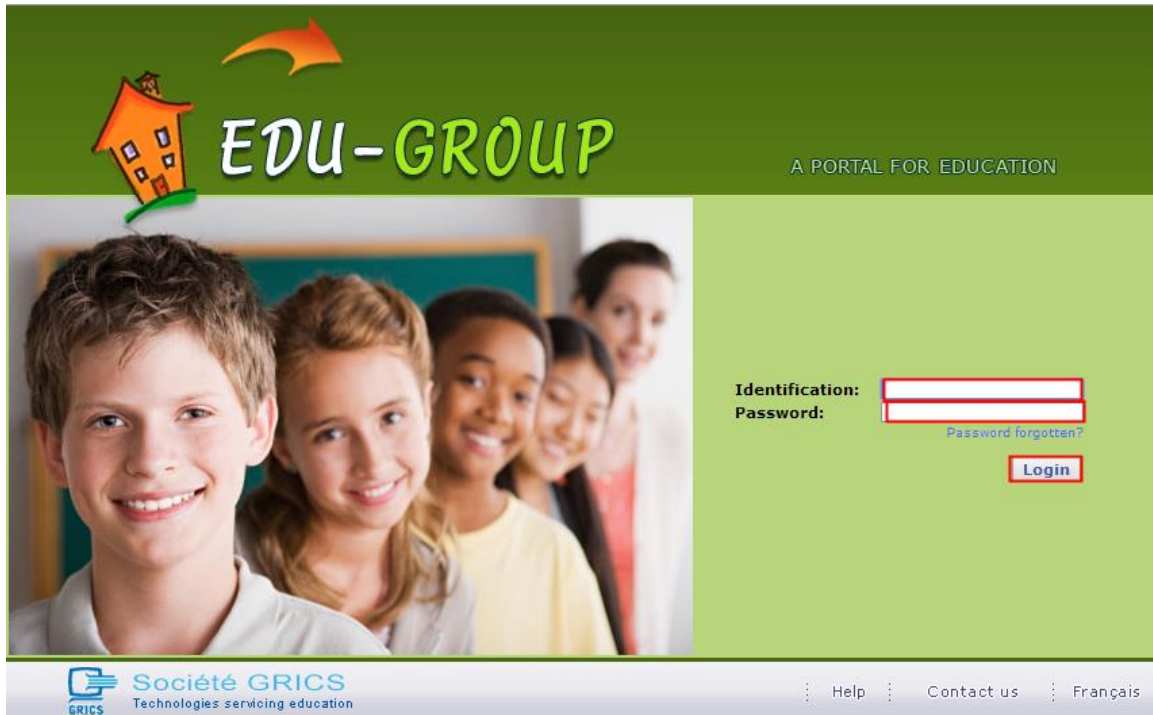 EDU-GROUP
A PORTAL FOR EDUCATION
Identification:
Password:
Password forgotten?
Login
GRICS
Société GRICS
Technologies servicing education
Help
Contact us
Français